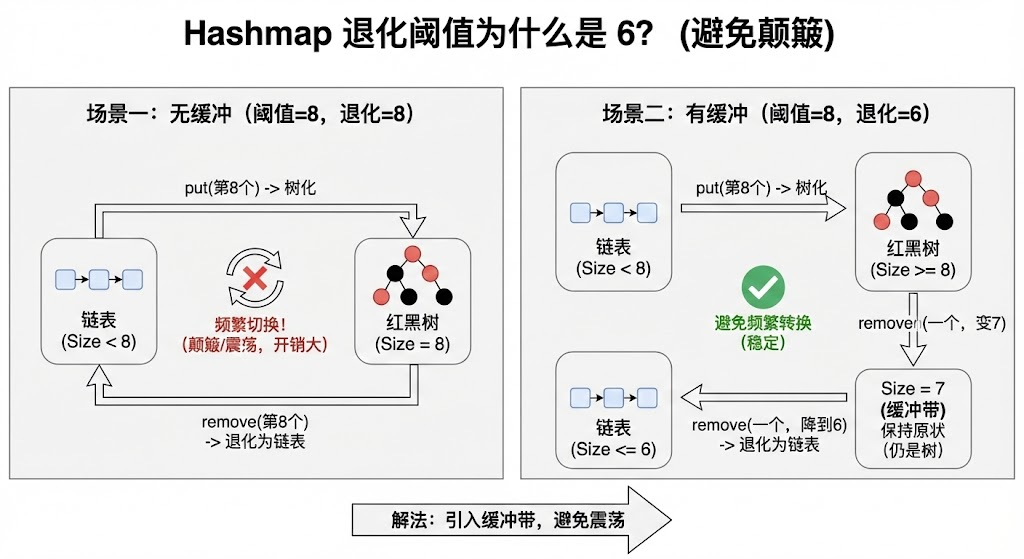 Hashmap 退化阈值为什么是 6? (避免颠簸)
场景一：无缓冲（阈值=8，退化=8）
put(第8个) -> 树化
链表
(Size < 8)
频繁切换！
(颠簸/震荡，开销大)
红黑树
(Size = 8)
remove(第8个)
-> 退化为链表
场景二：有缓冲（阈值=8，退化=6）
链表
(Size < 8)
put(第8个) -> 树化
红黑树
(Size >= 8)
避免频繁转换
（稳定）
remove(一个，变7)
Size = 7
(缓冲带)
保持原状
（仍是树）
remove(一个，降到6)
-> 退化为链表
链表
(Size <= 6)
解法：引入缓冲带，避免震荡